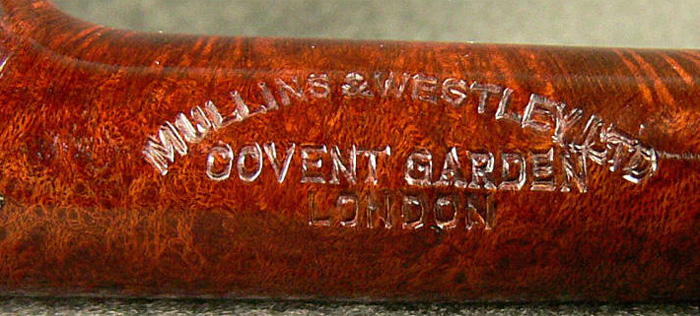 MULLINS & WESTLEY LTD
COVENT GARDEN
LONDON